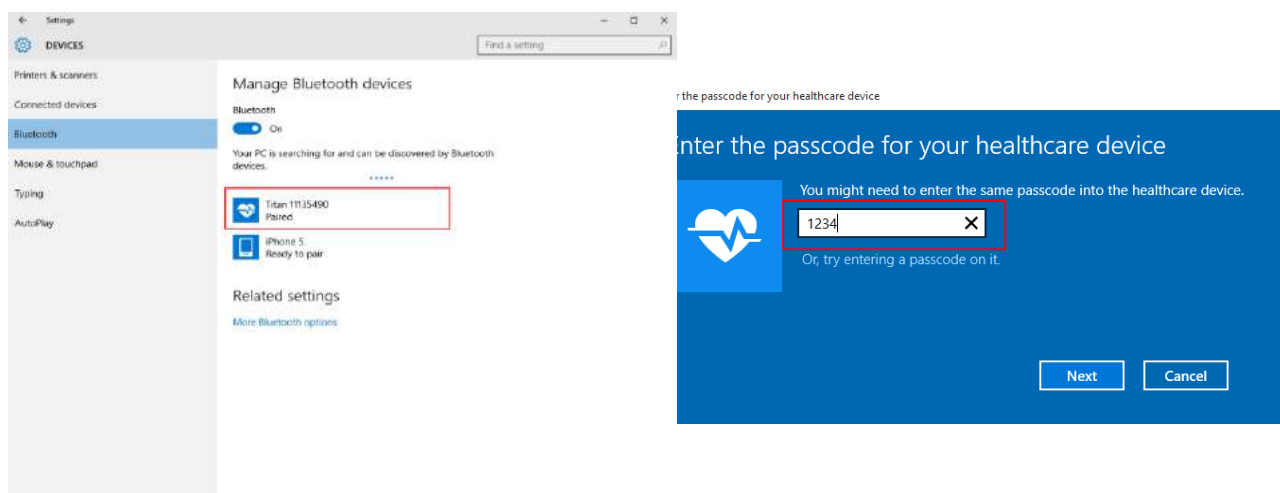 Settings
DEVICES
Find a setting
Printers & scanners
Connected devices
Bluetooth
Mouse & touchpad
Typing
AutoPlay
Manage Bluetooth devices
Bluetooth
On
Your PC is searching for and can be discovered by Bluetooth
devices.
Titan 11135490
Paired
iPhone 5
Ready to pair
Related settings
More Bluetooth options
r the passcode for your healthcare device
Enter the passcode for your healthcare device
You might need to enter the same passcode into the healthcare device.
1234
Or, try entering a passcode on it.
Next
Cancel